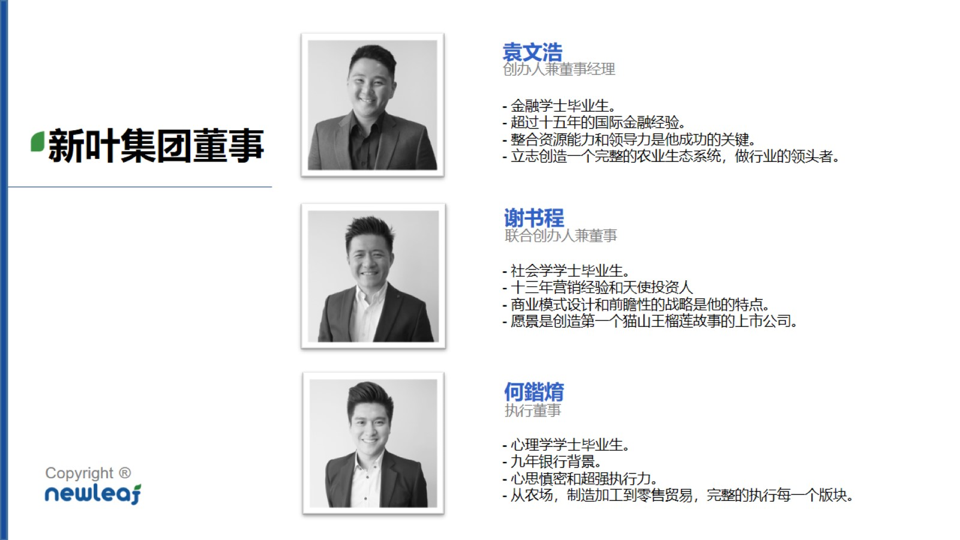 新叶集团董事
袁文浩
创办人兼董事经理
- 金融学士毕业生。
- 超过十五年的国际金融经验。
- 整合资源能力和领导力是他成功的关键。
- 立志创造一个完整的农业生态系统，做行业的领头者。
谢书程
联合创办人兼董事
- 社会学学士毕业生。
- 十三年营销经验和天使投资人
- 商业模式设计和前瞻性的战略是他的特点。
- 愿景是创造第一个猫山王榴莲故事的上市公司。
何鍇焴
执行董事
- 心理学学士毕业生。
- 九年银行背景。
- 心思慎密和超强执行力。
- 从农场，制造加工到零售贸易，完整的执行每一个版块。
Copyright ®
newleaf